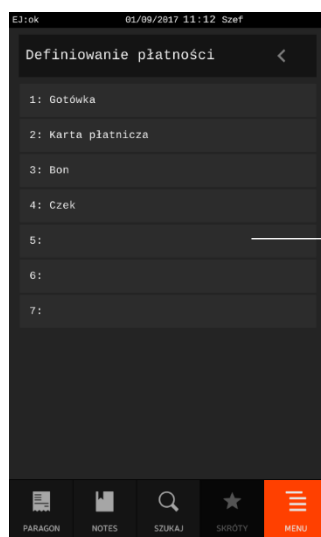 EJ:ok 01/09/2017 11:12 Szef
Definiowanie płatności
1: Gotówka
2: Karta płatnicza
3: Bon
4: Czek
5:
6:
7:
PARAGON NOTES SZUKAJ SKRÓTY MENU